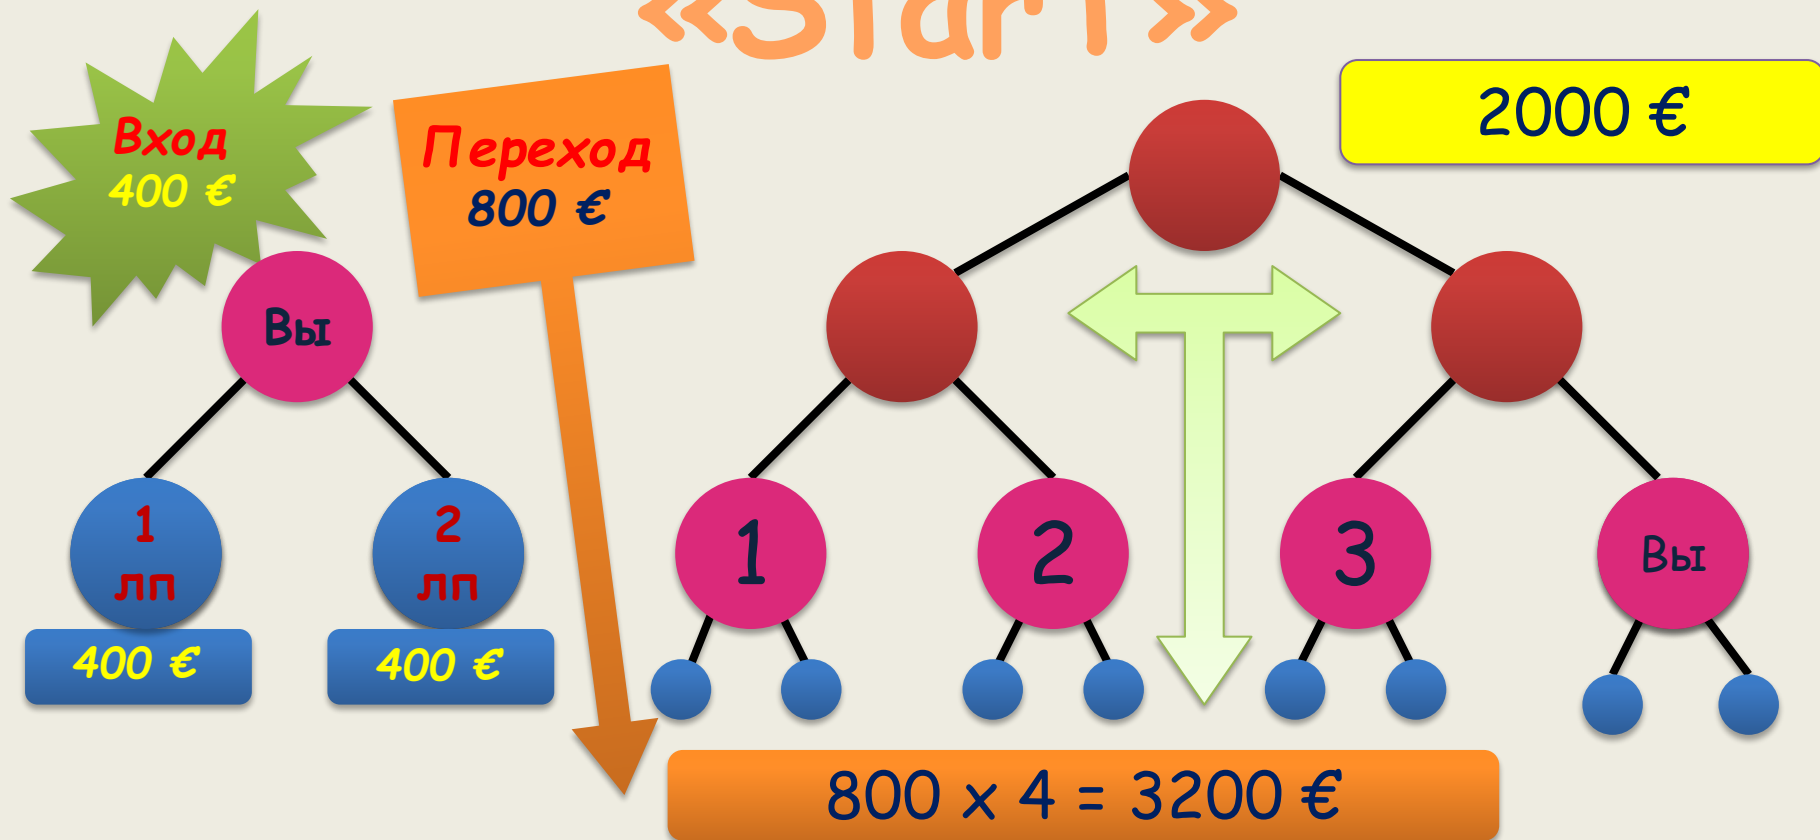 «Start»
2000 €
Вход
400 €
Переход
800 €
Вы
1
лп
2
лп
400 €
400 €
1
2
3
Вы
800 x 4 = 3200 €